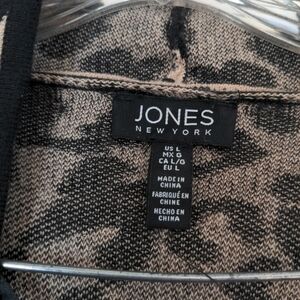 JONES
NEW YORK
US L
MX G
CA L/G
EU L
MADE IN
CHINA
FABRIQUÉ EN
CHINE
HECHO EN
CHINA